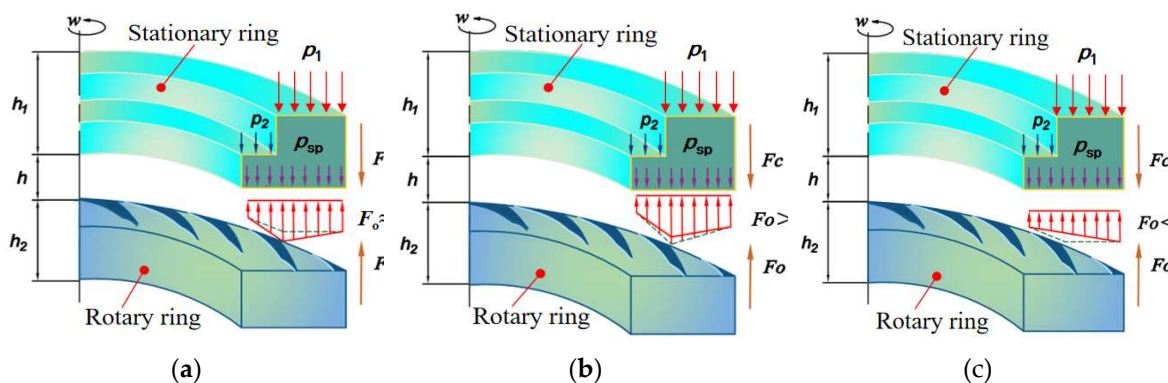 w
Stationary ring
p1
h1
p2
psp
F
h
Fo≈
h2
F
Rotary ring
(a)
w
Stationary ring
p1
h1
p2
psp
Fc
h
Fo>
h2
Fo
Rotary ring
(b)
w
Stationary ring
p1
h1
p2
psp
Fc
h
Fo<
h2
Rotary ring
(c)